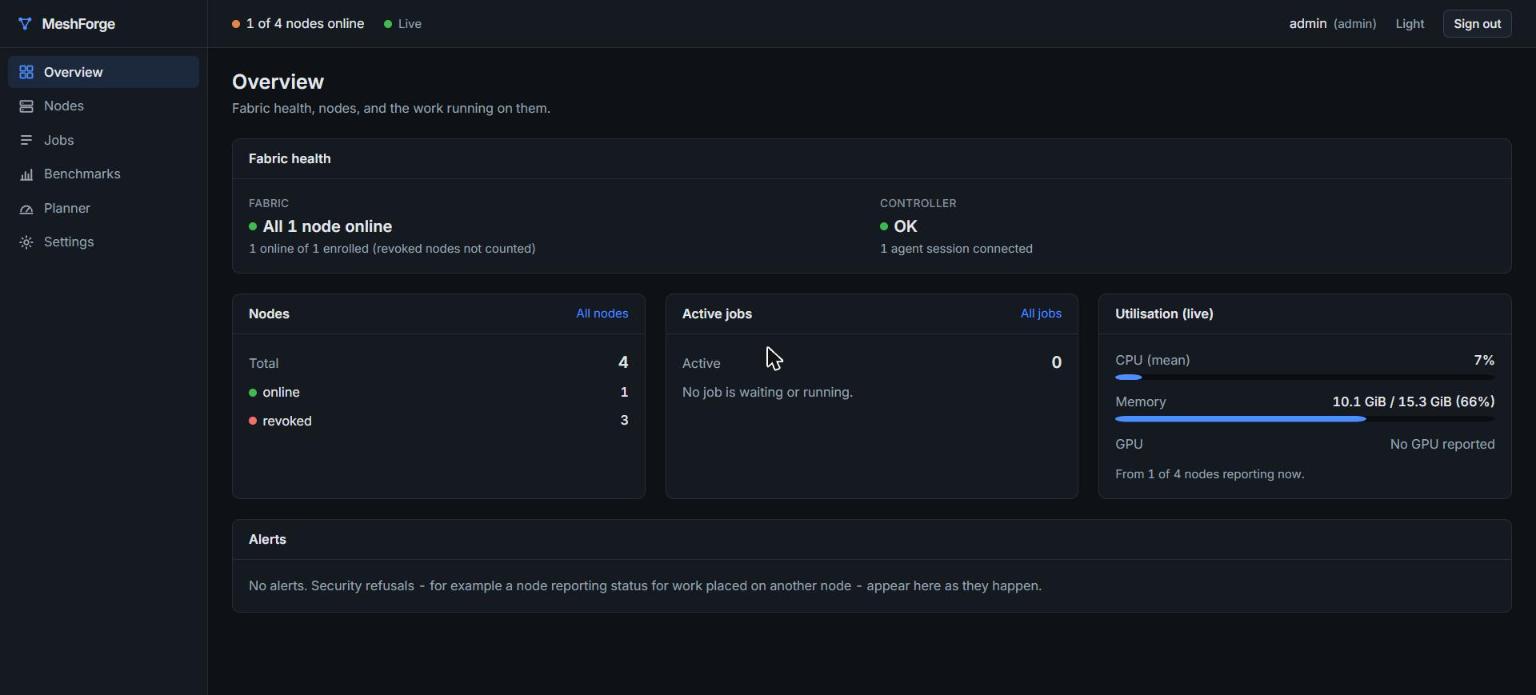 MeshForge
1 of 4 nodes online
Live
admin (admin)
Light
Sign out
Overview
Nodes
Jobs
Benchmarks
Planner
Settings
Overview
Fabric health, nodes, and the work running on them.
Fabric health
FABRIC
All 1 node online
1 online of 1 enrolled (revoked nodes not counted)
CONTROLLER
OK
1 agent session connected
Nodes
All nodes
Total 4
online 1
revoked 3
Active jobs
All jobs
Active 0
No job is waiting or running.
Utilisation (live)
CPU (mean) 7%
Memory 10.1 GiB / 15.3 GiB (66%)
GPU No GPU reported
From 1 of 4 nodes reporting now.
Alerts
No alerts. Security refusals - for example a node reporting status for work placed on another node - appear here as they happen.